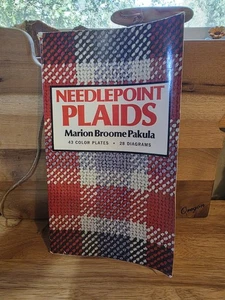 NEEDLEPOINT
PLAIDS
Marion Broome Pakula
43 COLOR PLATES • 28 DIAGRAMS